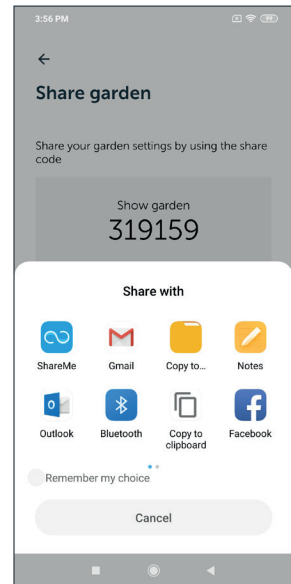 3:56 PM
Share garden
Share your garden settings by using the share
code
Show garden
319159
Share with
ShareMe
Gmail
Copy to...
Notes
Outlook
Bluetooth
Copy to
clipboard
Facebook
Remember my choice
Cancel